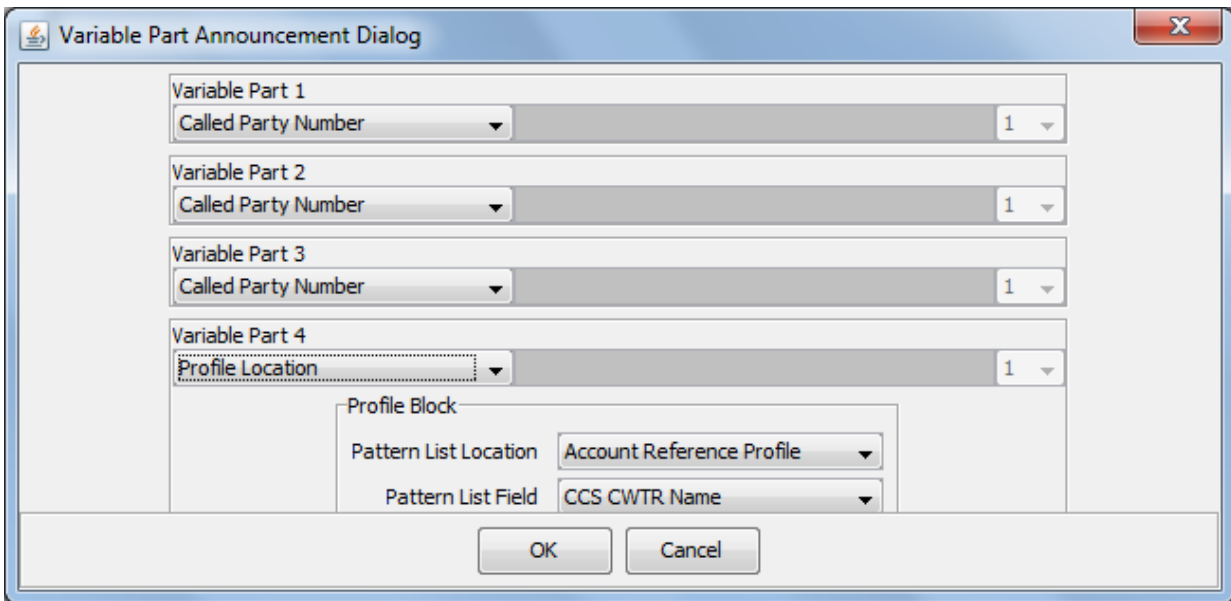 Variable Part Announcement Dialog
Variable Part 1
Called Party Number 1
Variable Part 2
Called Party Number 1
Variable Part 3
Called Party Number 1
Variable Part 4
Profile Location 1
Profile Block
Pattern List Location Account Reference Profile
Pattern List Field CCS CWTR Name
OK Cancel